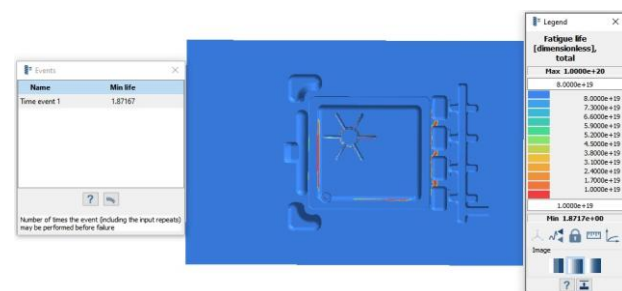 Events
Name Min life
Time event 1 1.87167
?
Number of times the event (including the input repeats)
may be performed before failure
Legend
Fatigue life
[dimensionless],
total
Max 1.0000e+20
8.0000e+19
8.0000e+19
7.3000e+19
6.6000e+19
5.9000e+19
5.2000e+19
4.5000e+19
3.8000e+19
3.1000e+19
2.4000e+19
1.7000e+19
1.0000e+19
1.0000e+19
Min 1.8717e+00
Image
?